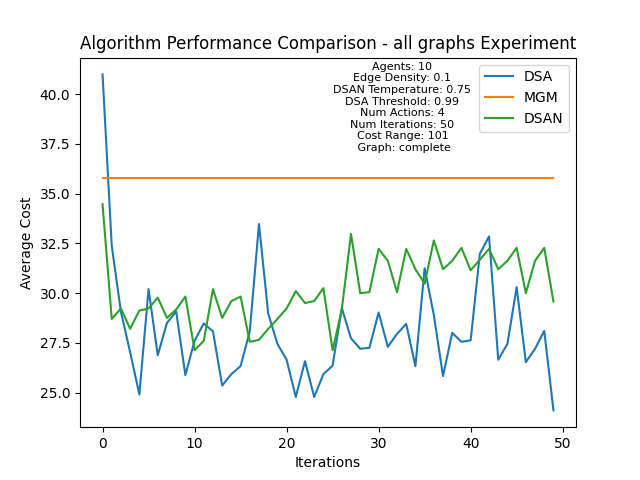 Algorithm Performance Comparison - all graphs Experiment
Agents: 10
Edge Density: 0.1
DSAN Temperature: 0.75
DSA Threshold: 0.99
Num Actions: 4
Num Iterations: 50
Cost Range: 101
Graph: complete
DSA
MGM
DSAN
Average Cost
40.0
37.5
35.0
32.5
30.0
27.5
25.0
0 10 20 30 40 50
Iterations